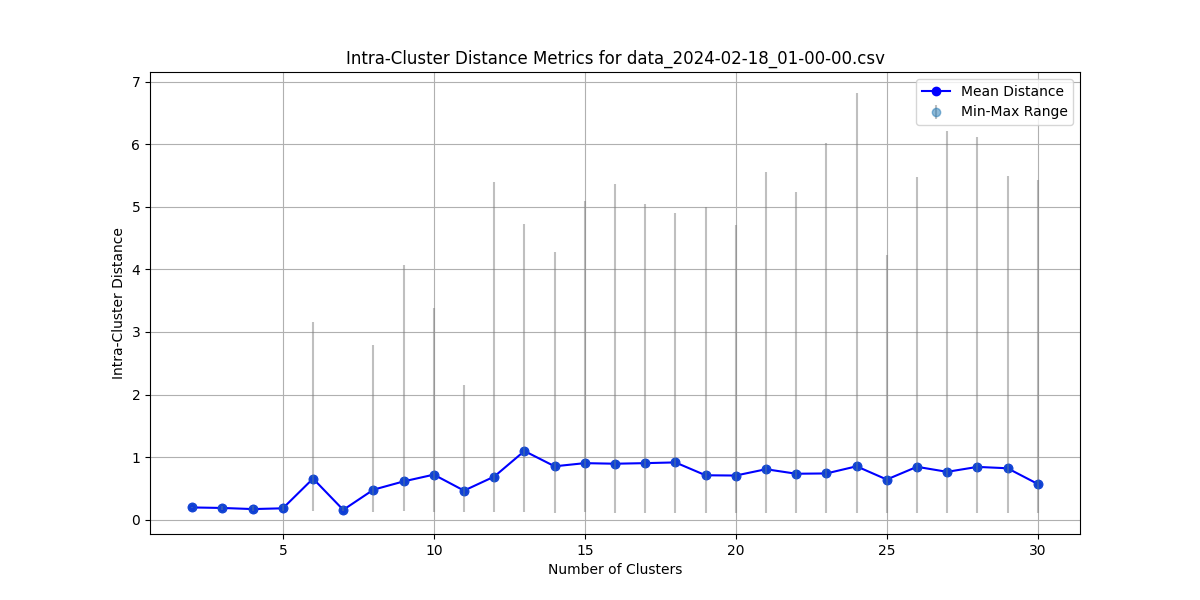 Intra-Cluster Distance Metrics for data_2024-02-18_01-00-00.csv
Mean Distance
Min-Max Range
Intra-Cluster Distance
7
6
5
4
3
2
1
0
5 10 15 20 25 30
Number of Clusters